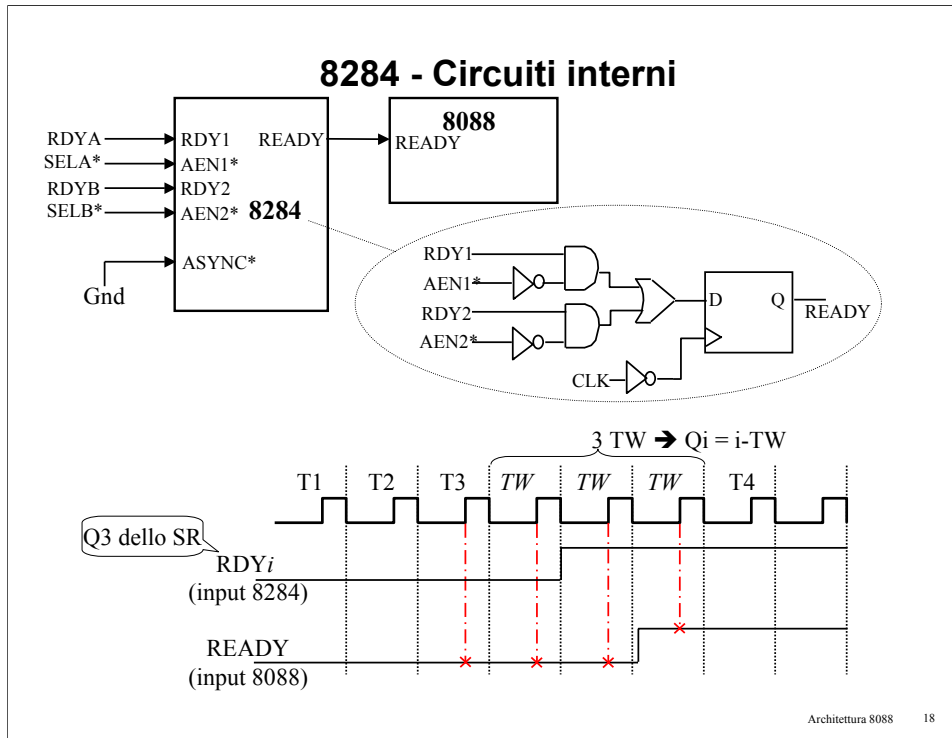 8284 - Circuiti interni
8088
RDYA
RDY1
READY
READY
SELA*
AEN1*
RDYB
RDY2
SELB*
AEN2*
8284
ASYNC*
Gnd
RDY1
AEN1*
RDY2
AEN2*
D
Q
READY
CLK
3 TW ➔ Qi = i-TW
T1
T2
T3
TW
TW
TW
T4
Q3 dello SR
RDYi
(input 8284)
READY
(input 8088)
Architettura 8088
18